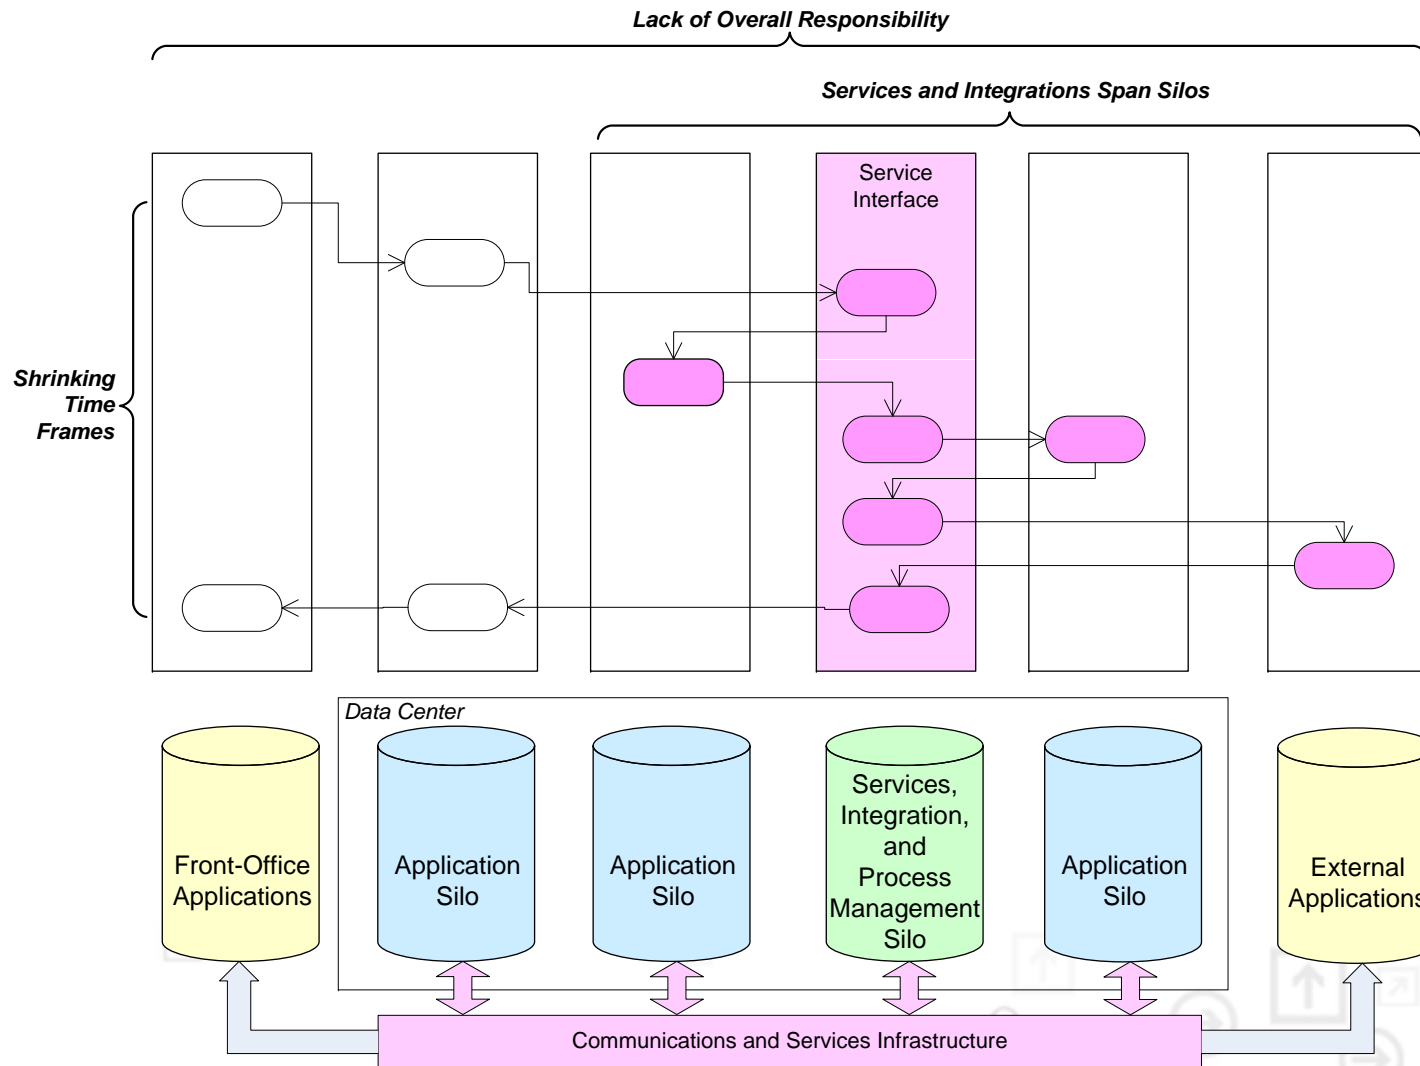 Lack of Overall Responsibility
Services and Integrations Span Silos
Service
Interface
Shrinking
Time
Frames
Data Center
Front-Office
Applications
Application
Silo
Application
Silo
Services,
Integration,
and
Process
Management
Silo
Application
Silo
External
Applications
Communications and Services Infrastructure